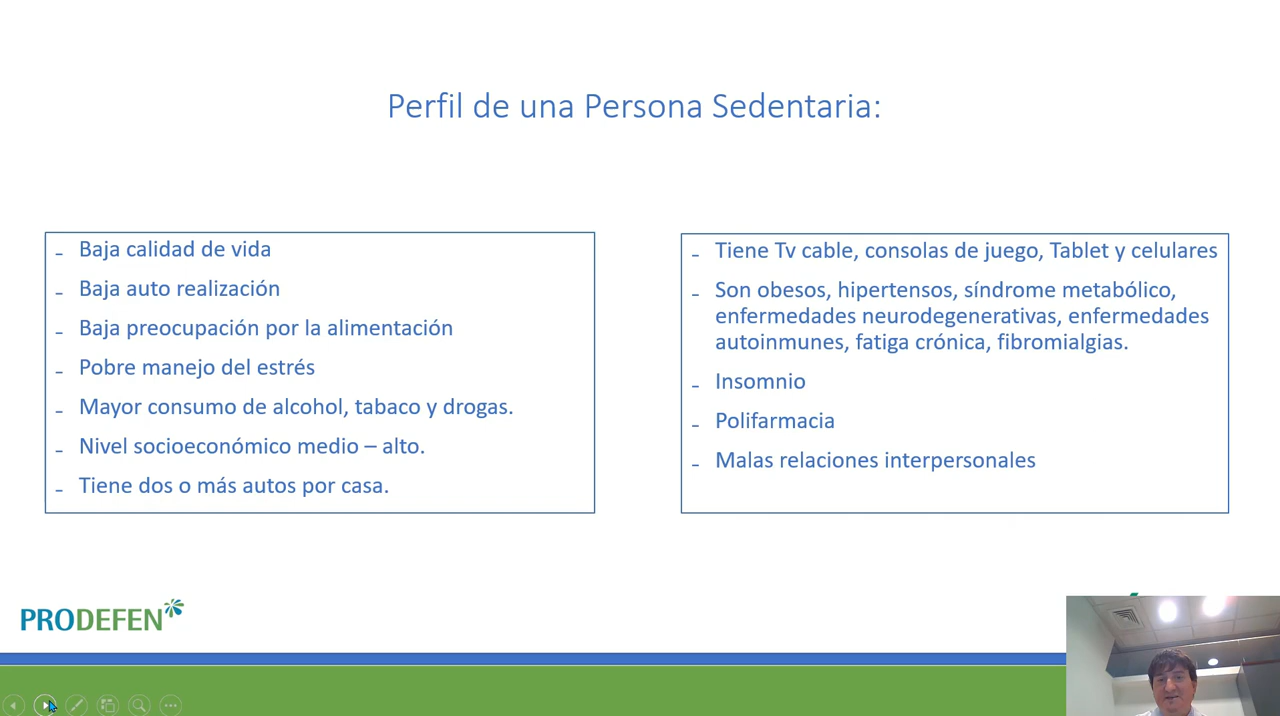 Perfil de una Persona Sedentaria:
- Baja calidad de vida
- Baja auto realización
- Baja preocupación por la alimentación
- Pobre manejo del estrés
- Mayor consumo de alcohol, tabaco y drogas.
- Nivel socioeconómico medio – alto.
- Tiene dos o más autos por casa.
- Tiene Tv cable, consolas de juego, Tablet y celulares
- Son obesos, hipertensos, síndrome metabólico,
enfermedades neurodegenerativas, enfermedades
autoinmunes, fatiga crónica, fibromialgias.
- Insomnio
- Polifarmacia
- Malas relaciones interpersonales
PRODEFEN